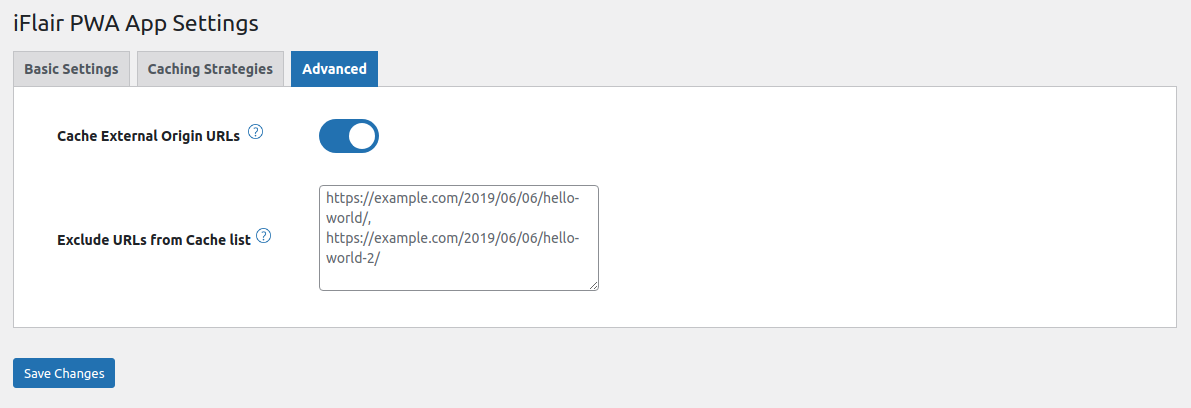 iFlair PWA App Settings
Basic Settings Caching Strategies Advanced
Cache External Origin URLs ?
https://example.com/2019/06/06/hello-
world/,
https://example.com/2019/06/06/hello-
world-2/
Exclude URLs from Cache list ?
Save Changes